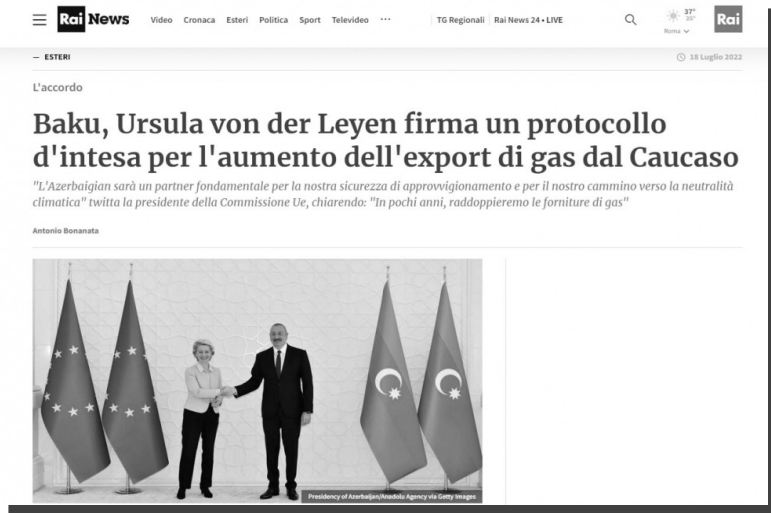 Rai News
Video Cronaca Esteri Politica Sport Televideo ··· TG Regionali Rai News 24 • LIVE
37°
Roma
Rai
— ESTERI
18 Luglio 2022
L'accordo
Baku, Ursula von der Leyen firma un protocollo
d'intesa per l'aumento dell'export di gas dal Caucaso
"L'Azerbaigian sarà un partner fondamentale per la nostra sicurezza di approvvigionamento e per il nostro cammino verso la neutralità
climatica" twitta la presidente della Commissione Ue, chiarendo: "In pochi anni, raddoppieremo le forniture di gas"
Antonio Bonanata
Presidency of Azerbaijan/Anadolu Agency via Getty Images